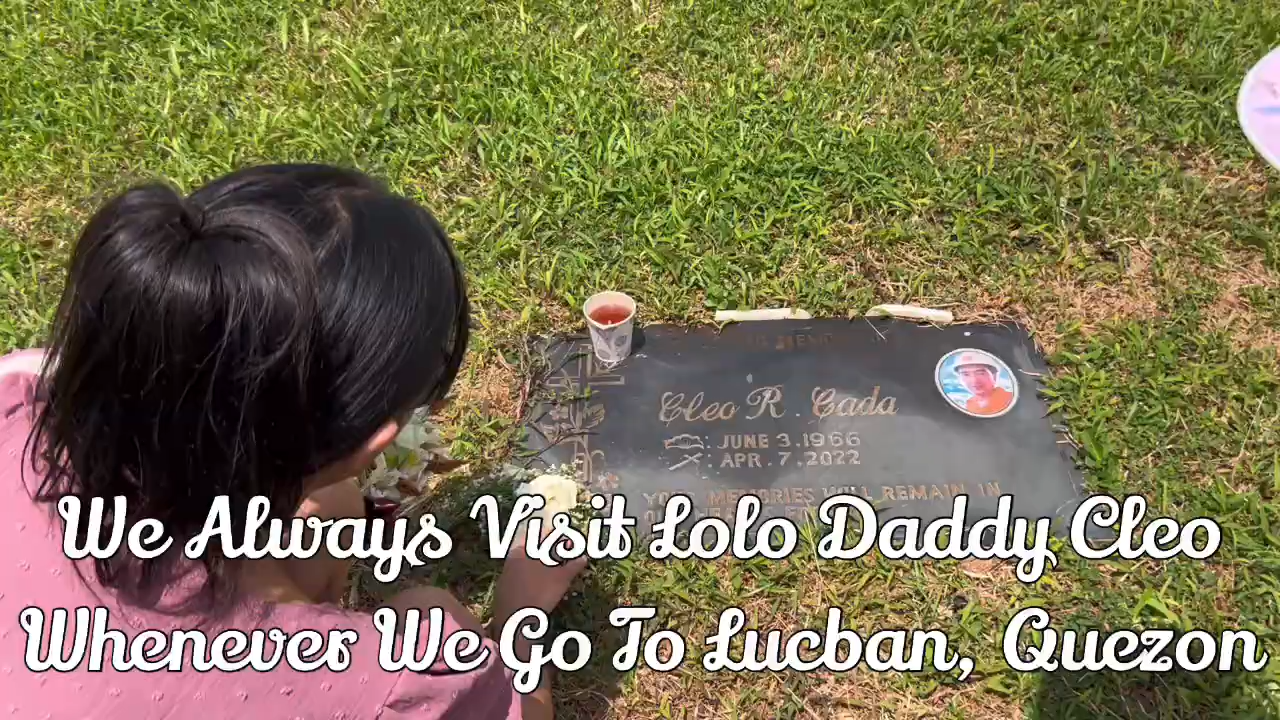 Cleo R. Cada
JUNE 3.1966
APR. 7.2022
YOUR MEMORIES WILL REMAIN IN
We Always Visit Lolo Daddy Cleo
Whenever We Go To Lucban, Quezon